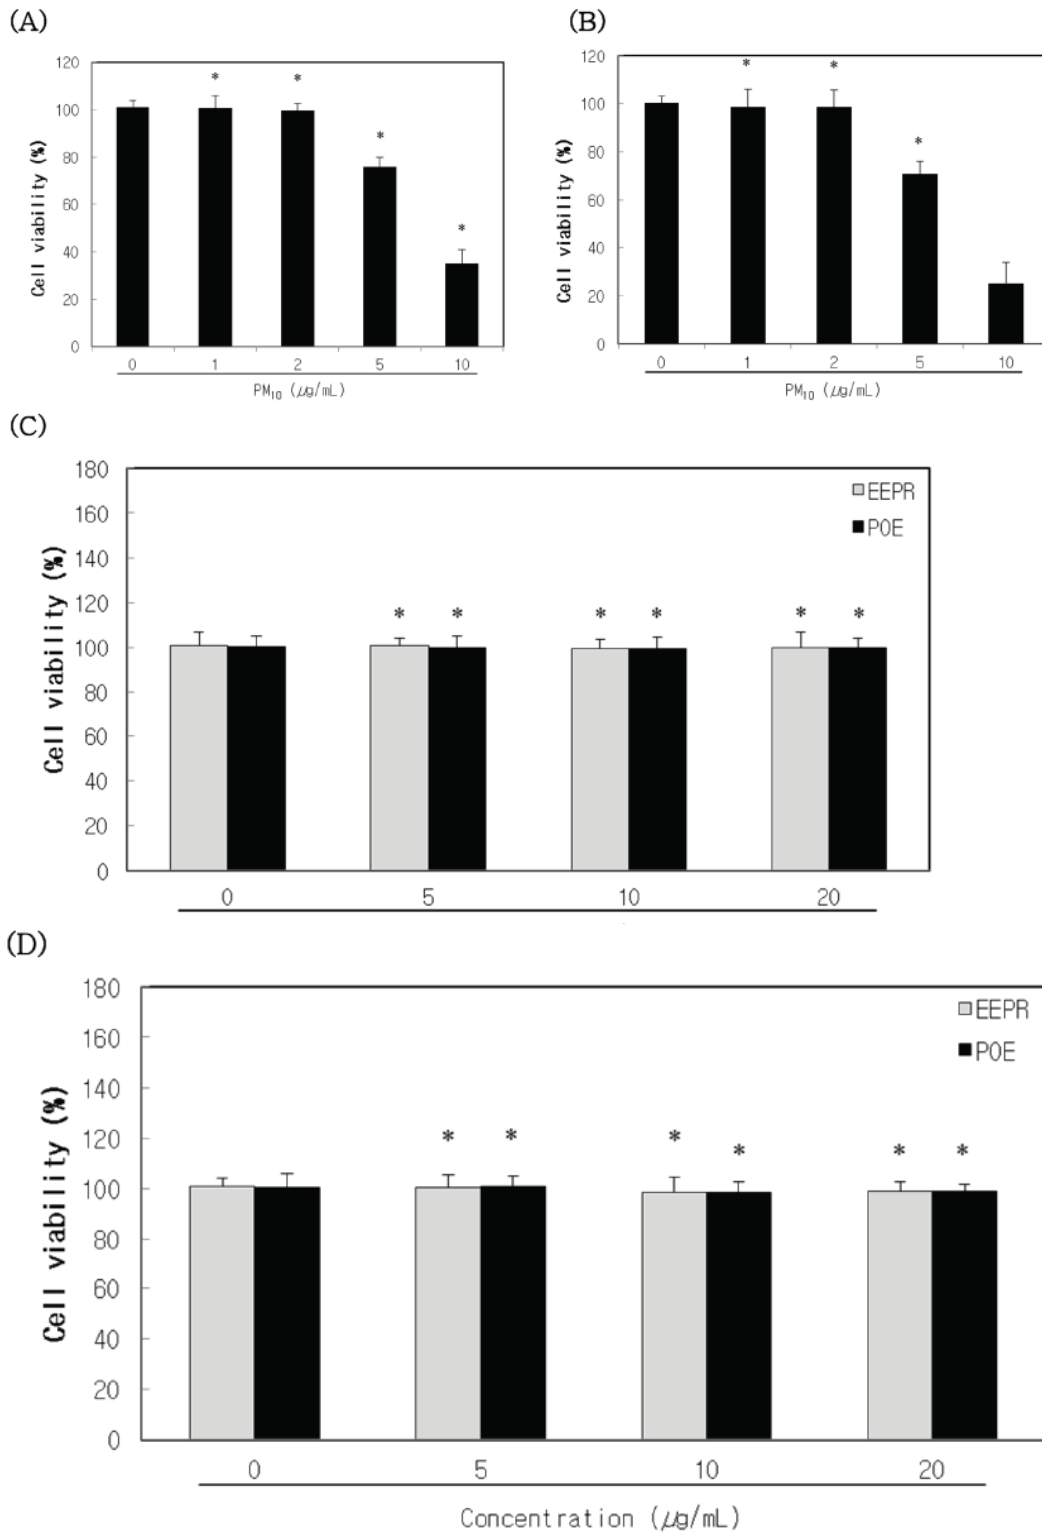 (A)
(B)
120
100
80
60
40
20
0
Cell viability (%)
* * * *
0 1 2 5 10
PM10 (μg/mL)
120
100
80
60
40
20
0
Cell viability (%)
* * *
0 1 2 5 10
PM10 (μg/mL)
(C)
180
160
140
120
100
80
60
40
20
0
Cell viability (%)
EEPR
POE
* * * * * *
0 5 10 20
(D)
180
160
140
120
100
80
60
40
20
0
Cell viability (%)
EEPR
POE
* * * * * *
0 5 10 20
Concentration (μg/mL)